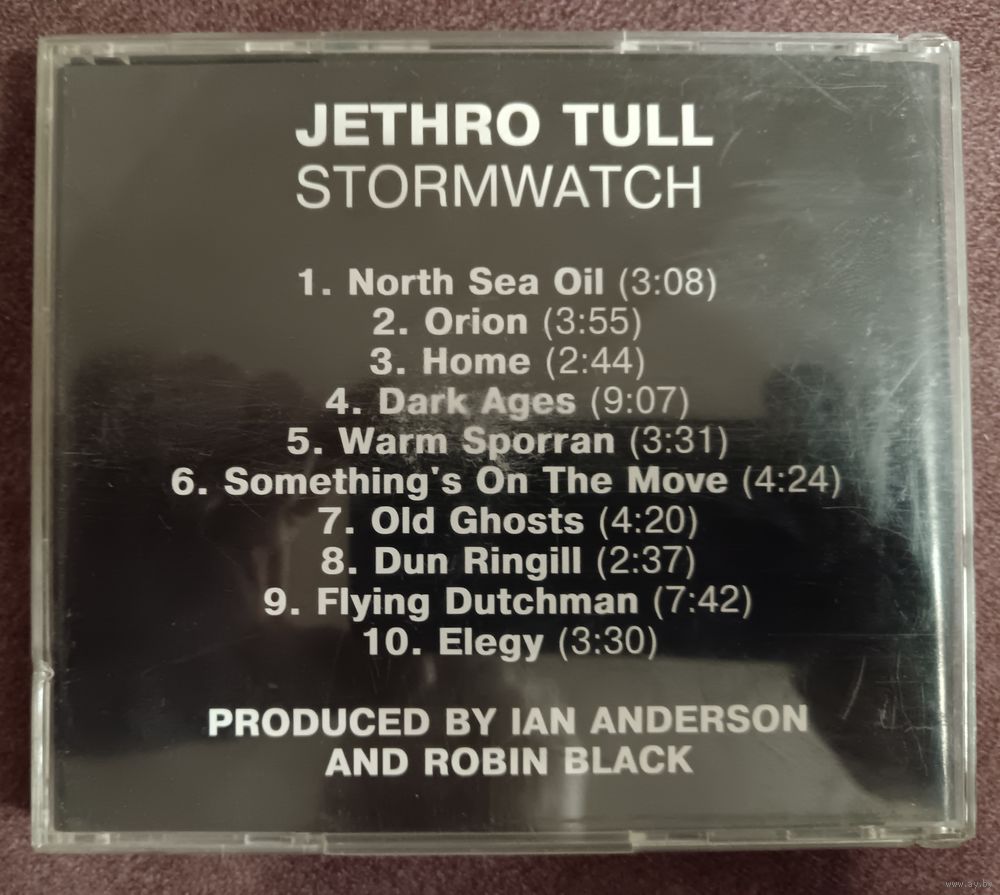 JETHRO TULL
STORMWATCH
1. North Sea Oil (3:08)
2. Orion (3:55)
3. Home (2:44)
4. Dark Ages (9:07)
5. Warm Sporran (3:31)
6. Something's On The Move (4:24)
7. Old Ghosts (4:20)
8. Dun Ringill (2:37)
9. Flying Dutchman (7:42)
10. Elegy (3:30)
PRODUCED BY IAN ANDERSON
AND ROBIN BLACK
www.ay.by